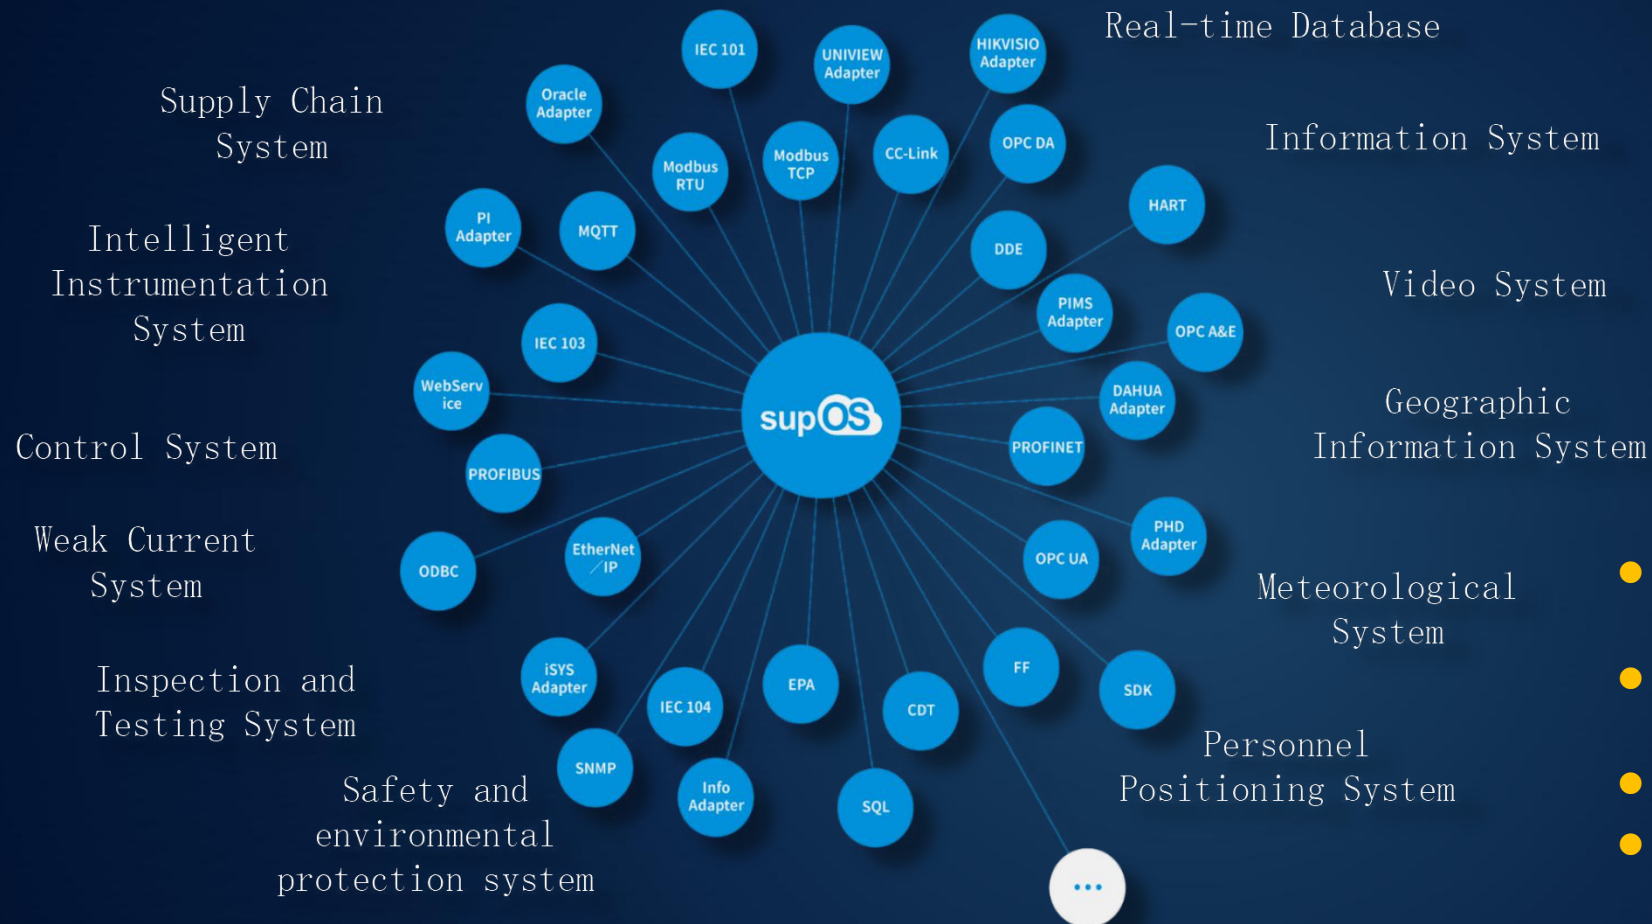 Real-time Database
IEC 101
UNIVIEW
Adapter
HIKVISIO
Adapter
Supply Chain
System
Oracle
Adapter
Modbus
RTU
Modbus
TCP
CC-Link
OPC DA
Information System
PI
Adapter
MQTT
HART
Intelligent
Instrumentation
System
DDE
PIMS
Adapter
OPC A&E
Video System
IEC 103
WebServ
ice
supOS
DAHUA
Adapter
Geographic
Information System
Control System
PROFIBUS
PROFINET
Weak Current
System
ODBC
EtherNet
/IP
OPC UA
PHD
Adapter
Meteorological
System
Inspection and
Testing System
iSYS
Adapter
IEC 104
EPA
CDT
FF
SDK
Personnel
Positioning System
SNMP
Info
Adapter
SQL
Safety and
environmental
protection system
...